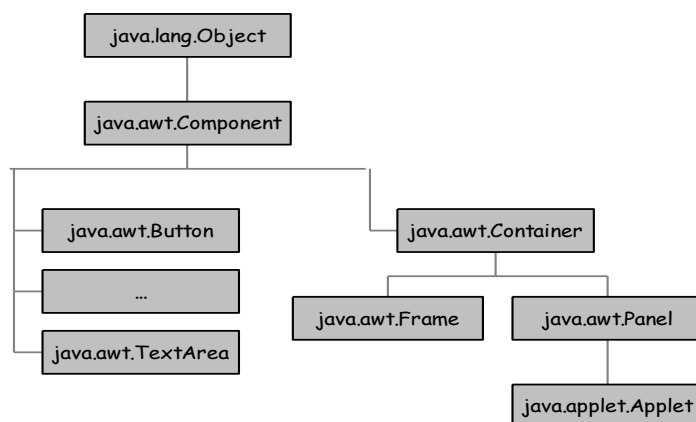 java.lang.Object
java.awt.Component
java.awt.Button
java.awt.Container
...
java.awt.Frame
java.awt.Panel
java.awt.TextArea
java.applet.Applet